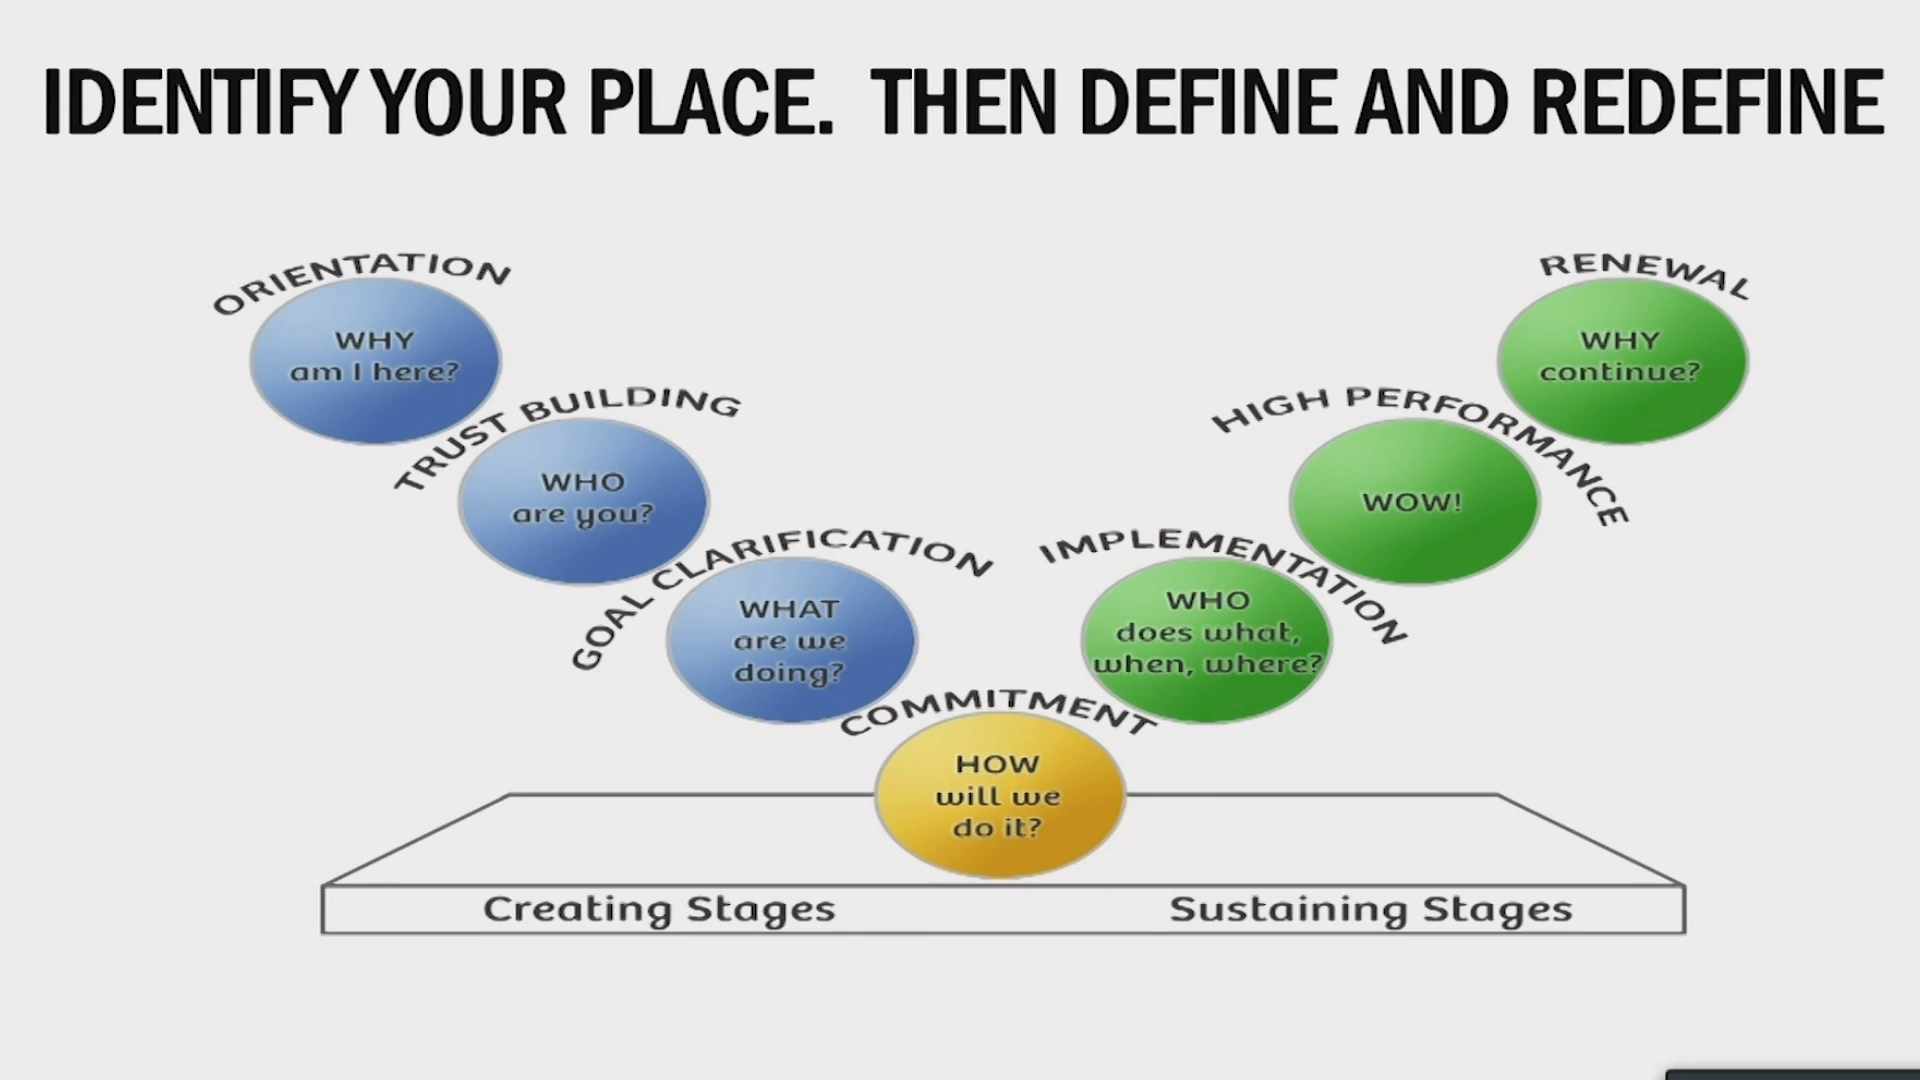 IDENTIFY YOUR PLACE. THEN DEFINE AND REDEFINE
ORIENTATION
WHY
am I here?
TRUST BUILDING
WHO
are you?
GOAL CLARIFICATION
WHAT
are we
doing?
COMMITMENT
HOW
will we
do it?
IMPLEMENTATION
WHO
does what,
when, where?
HIGH PERFORMANCE
WOW!
RENEWAL
WHY
continue?
Creating Stages
Sustaining Stages